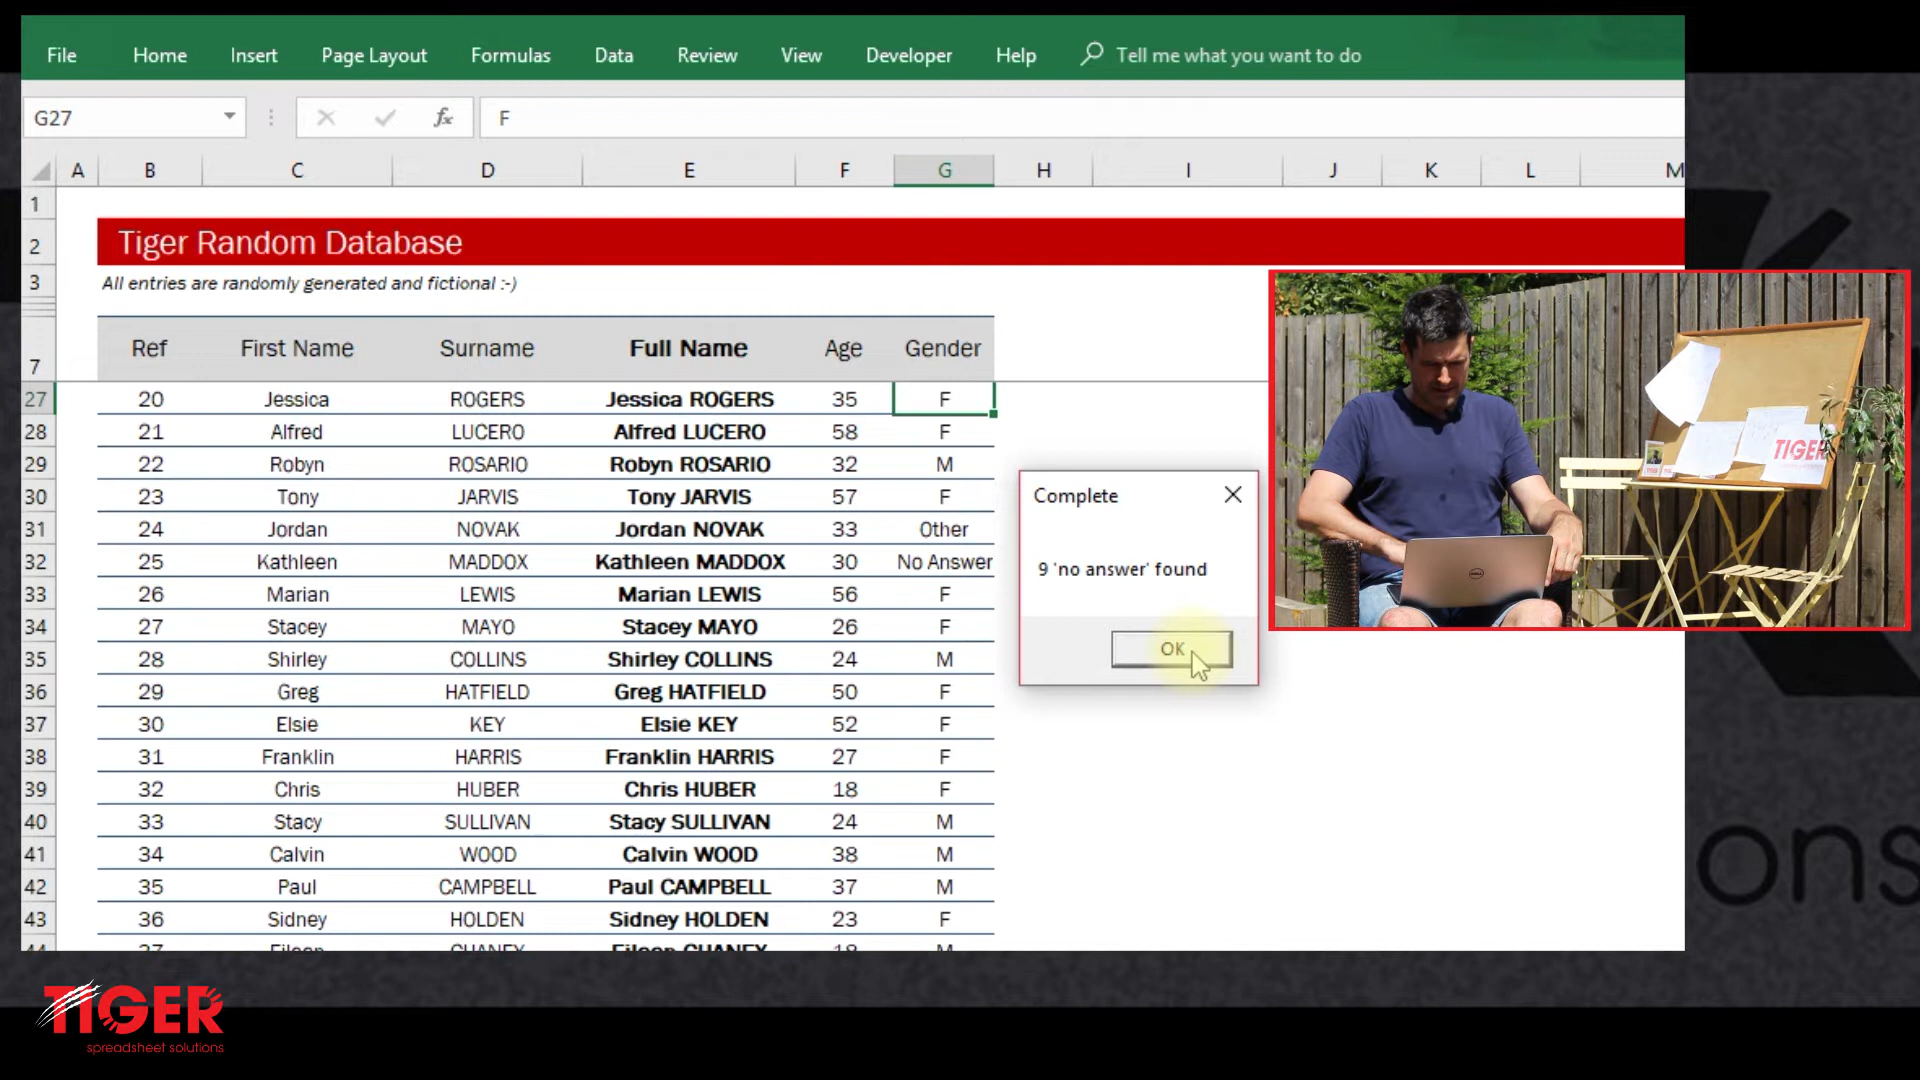 File Home Insert Page Layout Formulas Data Review View Developer Help Tell me what you want to do
G27 fx F
A B C D E F G H I J K L M
1
2 Tiger Random Database
3 All entries are randomly generated and fictional :-)
7 Ref First Name Surname Full Name Age Gender
27 20 Jessica ROGERS Jessica ROGERS 35 F
28 21 Alfred LUCERO Alfred LUCERO 58 F
29 22 Robyn ROSARIO Robyn ROSARIO 32 M
30 23 Tony JARVIS Tony JARVIS 57 F
31 24 Jordan NOVAK Jordan NOVAK 33 Other
32 25 Kathleen MADDOX Kathleen MADDOX 30 No Answer
33 26 Marian LEWIS Marian LEWIS 56 F
34 27 Stacey MAYO Stacey MAYO 26 F
35 28 Shirley COLLINS Shirley COLLINS 24 M
36 29 Greg HATFIELD Greg HATFIELD 50 F
37 30 Elsie KEY Elsie KEY 52 F
38 31 Franklin HARRIS Franklin HARRIS 27 F
39 32 Chris HUBER Chris HUBER 18 F
40 33 Stacy SULLIVAN Stacy SULLIVAN 24 M
41 34 Calvin WOOD Calvin WOOD 38 M
42 35 Paul CAMPBELL Paul CAMPBELL 37 M
43 36 Sidney HOLDEN Sidney HOLDEN 23 F
Complete
9 'no answer' found
OK
TIGER
DELL
ons
TIGER
spreadsheet solutions